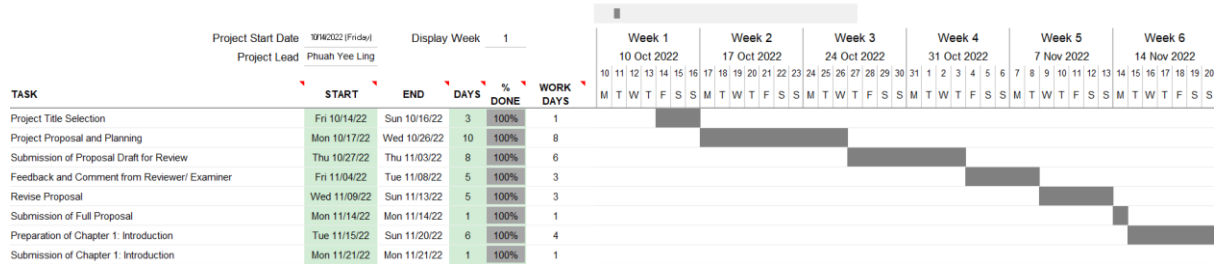 Project Start Date 10/14/2022 (Friday) Display Week 1 Week 1 Week 2 Week 3 Week 4 Week 5 Week 6
Project Lead Phuah Yee Ling 10 Oct 2022 17 Oct 2022 24 Oct 2022 31 Oct 2022 7 Nov 2022 14 Nov 2022
10 11 12 13 14 15 16 17 18 19 20 21 22 23 24 25 26 27 28 29 30 31 1 2 3 4 5 6 7 8 9 10 11 12 13 14 15 16 17 18 19 20
TASK START END DAYS % DONE WORK DAYS M T W T F S S M T W T F S S M T W T F S S M T W T F S S M T W T F S S M T W T F S S
Project Title Selection Fri 10/14/22 Sun 10/16/22 3 100% 1
Project Proposal and Planning Mon 10/17/22 Wed 10/26/22 10 100% 8
Submission of Proposal Draft for Review Thu 10/27/22 Thu 11/03/22 8 100% 6
Feedback and Comment from Reviewer/ Examiner Fri 11/04/22 Tue 11/08/22 5 100% 3
Revise Proposal Wed 11/09/22 Sun 11/13/22 5 100% 3
Submission of Full Proposal Mon 11/14/22 Mon 11/14/22 1 100% 1
Preparation of Chapter 1: Introduction Tue 11/15/22 Sun 11/20/22 6 100% 4
Submission of Chapter 1: Introduction Mon 11/21/22 Mon 11/21/22 1 100% 1